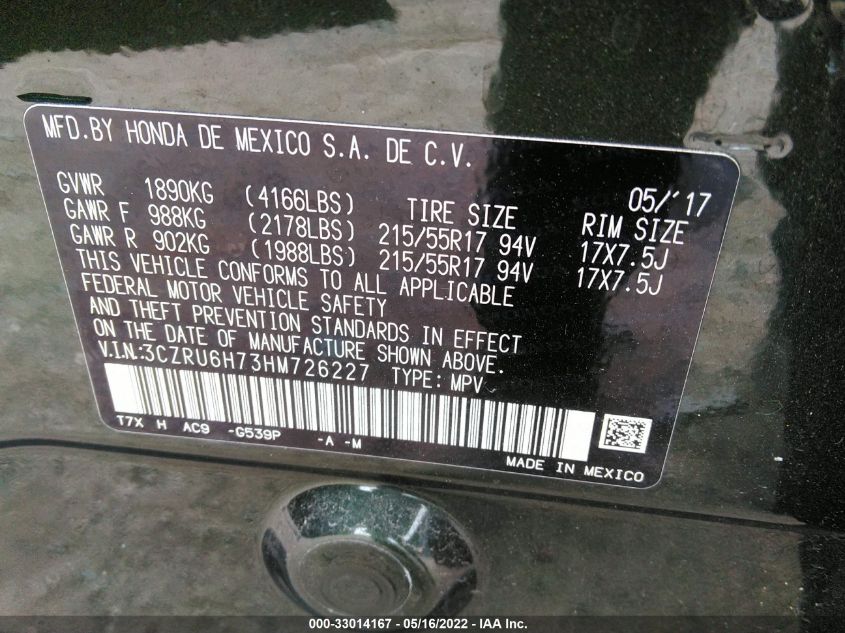 MFD.BY HONDA DE MEXICO S.A. DE C.V.
05/'17
GVWR 1890KG (4166LBS) TIRE SIZE RIM SIZE
GAWR F 988KG (2178LBS) 215/55R17 94V 17X7.5J
GAWR R 902KG (1988LBS) 215/55R17 94V 17X7.5J
THIS VEHICLE CONFORMS TO ALL APPLICABLE
FEDERAL MOTOR VEHICLE SAFETY
AND THEFT PREVENTION STANDARDS IN EFFECT
ON THE DATE OF MANUFACTURE SHOWN ABOVE.
V.I.N.:3CZRU6H73HM726227 TYPE: MPV
T7X H AC9 -G539P -A -M
MADE IN MEXICO
000-33014167 - 05/16/2022 - IAA Inc.